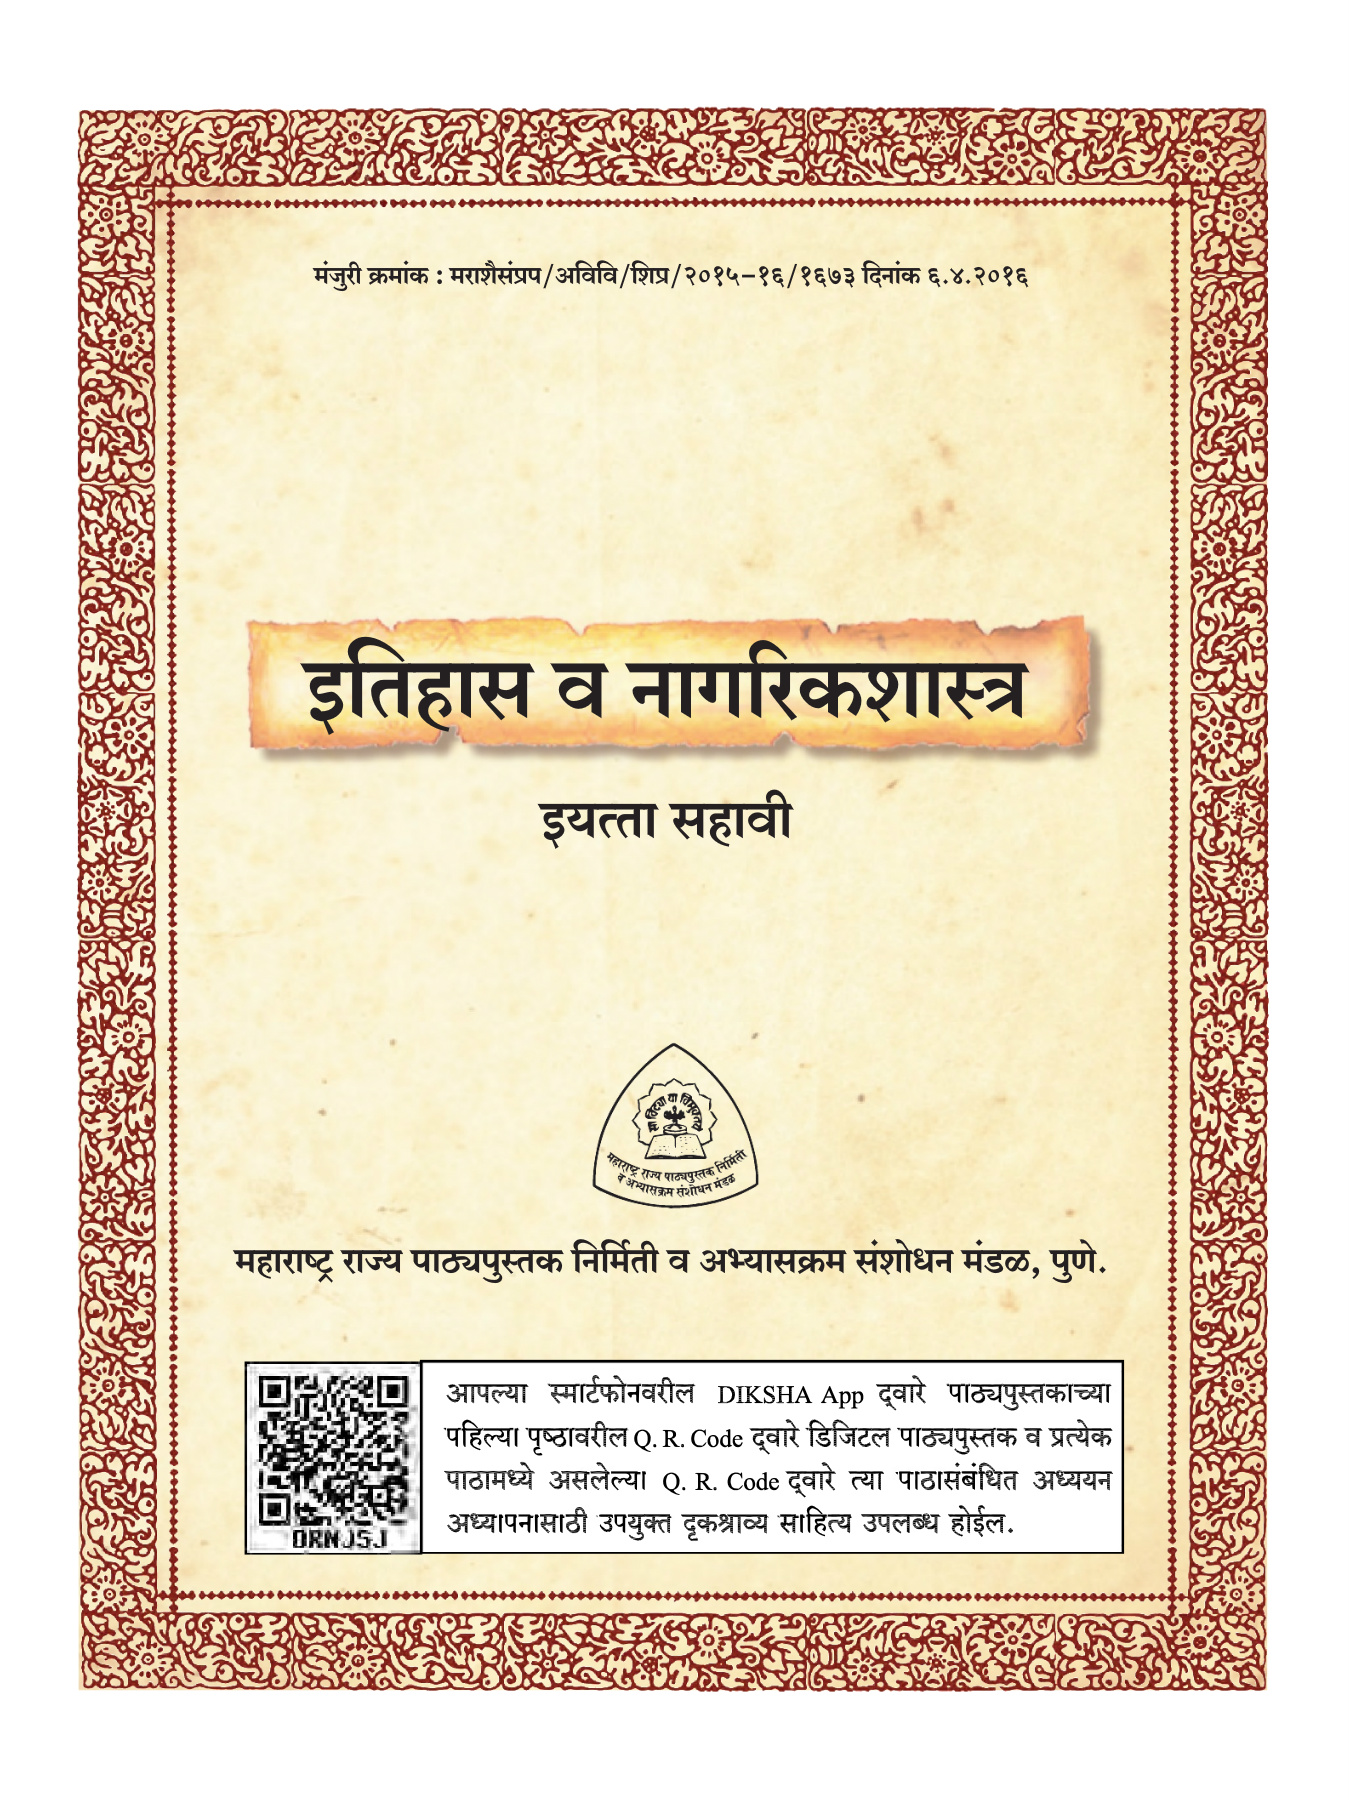 मंजुरी क्रमांक : मराशैसंप्रप/अविवि/शिप्र/२०१५–१६/१६७३ दिनांक ६.४.२०१६
इतिहास व नागरिकशास्त्र
इयत्ता सहावी
महाराष्ट्र राज्य पाठ्यपुस्तक निर्मिती
व अभ्यासक्रम संशोधन मंडळ
महाराष्ट्र राज्य पाठ्यपुस्तक निर्मिती व अभ्यासक्रम संशोधन मंडळ, पुणे.
DRNJSJ
आपल्या स्मार्टफोनवरील DIKSHA App द्‌वारे पाठ्यपुस्तकाच्या
पहिल्या पृष्ठावरील Q. R. Code द्‌वारे डिजिटल पाठ्यपुस्तक व प्रत्येक
पाठामध्ये असलेल्या Q. R. Code द्‌वारे त्या पाठासंबंधित अध्ययन
अध्यापनासाठी उपयुक्त दृकश्राव्य साहित्य उपलब्ध होईल.